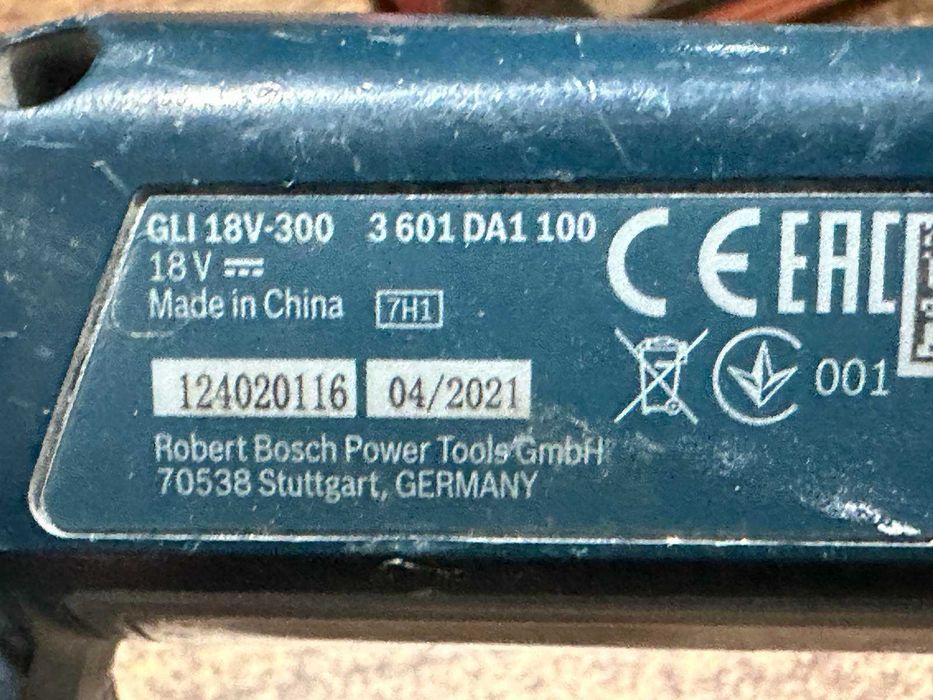 GLI 18V-300 3 601 DA1 100
18 V
Made in China 7H1
CE EAC
001
124020116 04/2021
Robert Bosch Power Tools GmbH
70538 Stuttgart, GERMANY